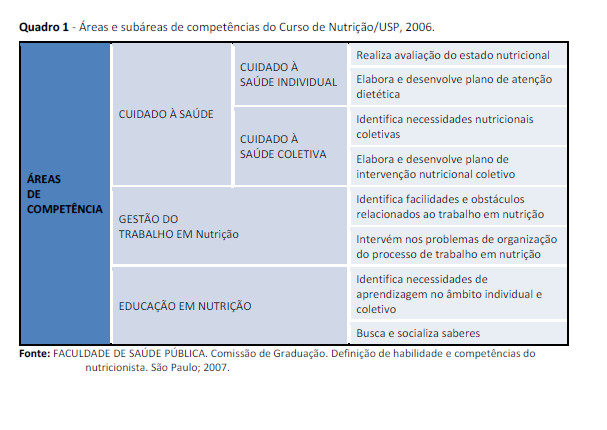 Quadro 1 - Áreas e subáreas de competências do Curso de Nutrição/USP, 2006.
ÁREAS
DE
COMPETÊNCIA
CUIDADO À SAÚDE
CUIDADO À
SAÚDE INDIVIDUAL
Realiza avaliação do estado nutricional
Elabora e desenvolve plano de atenção
dietética
CUIDADO À
SAÚDE COLETIVA
Identifica necessidades nutricionais
coletivas
Elabora e desenvolve plano de
intervenção nutricional coletivo
GESTÃO DO
TRABALHO EM Nutrição
Identifica facilidades e obstáculos
relacionados ao trabalho em nutrição
Intervém nos problemas de organização
do processo de trabalho em nutrição
EDUCAÇÃO EM NUTRIÇÃO
Identifica necessidades de
aprendizagem no âmbito individual e
coletivo
Busca e socializa saberes
Fonte: FACULDADE DE SAÚDE PÚBLICA. Comissão de Graduação. Definição de habilidade e competências do
nutricionista. São Paulo; 2007.